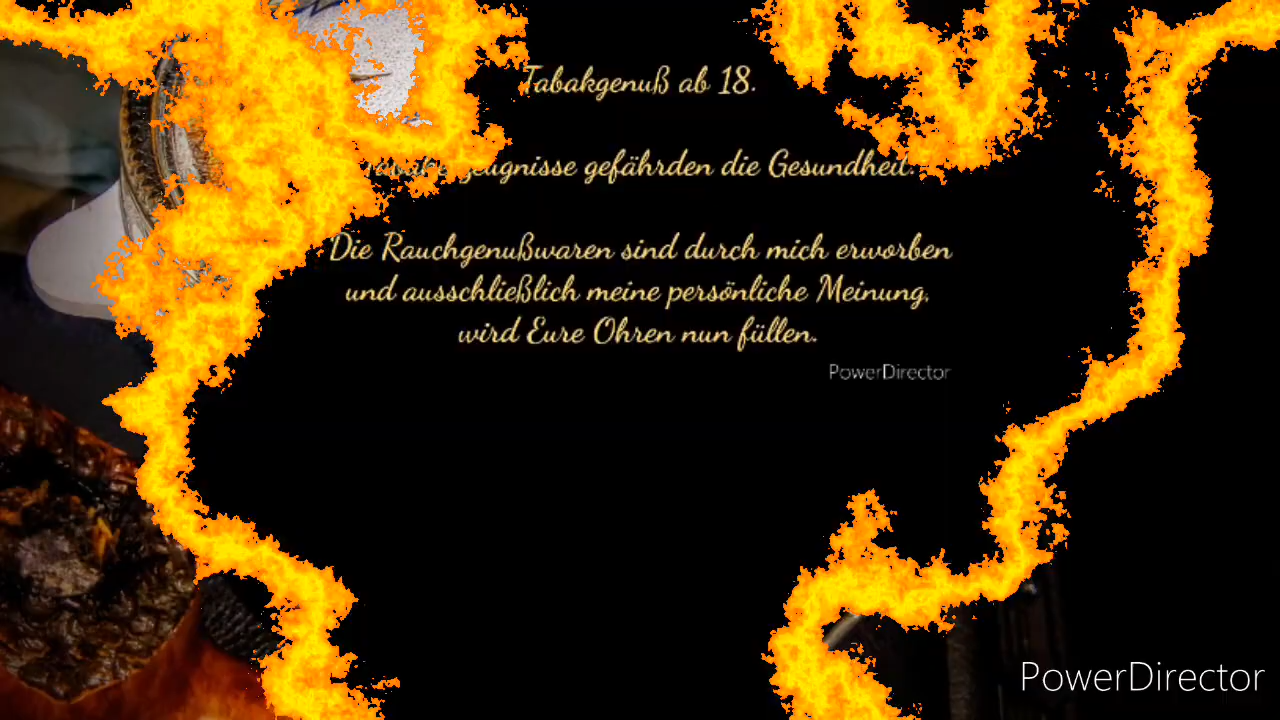 Tabakgenuß ab 18.
Tabakerzeugnisse gefährden die Gesundheit.
Die Rauchgenußwaren sind durch mich erworben
und ausschließlich meine persönliche Meinung,
wird Eure Ohren nun füllen.
PowerDirector
PowerDirector